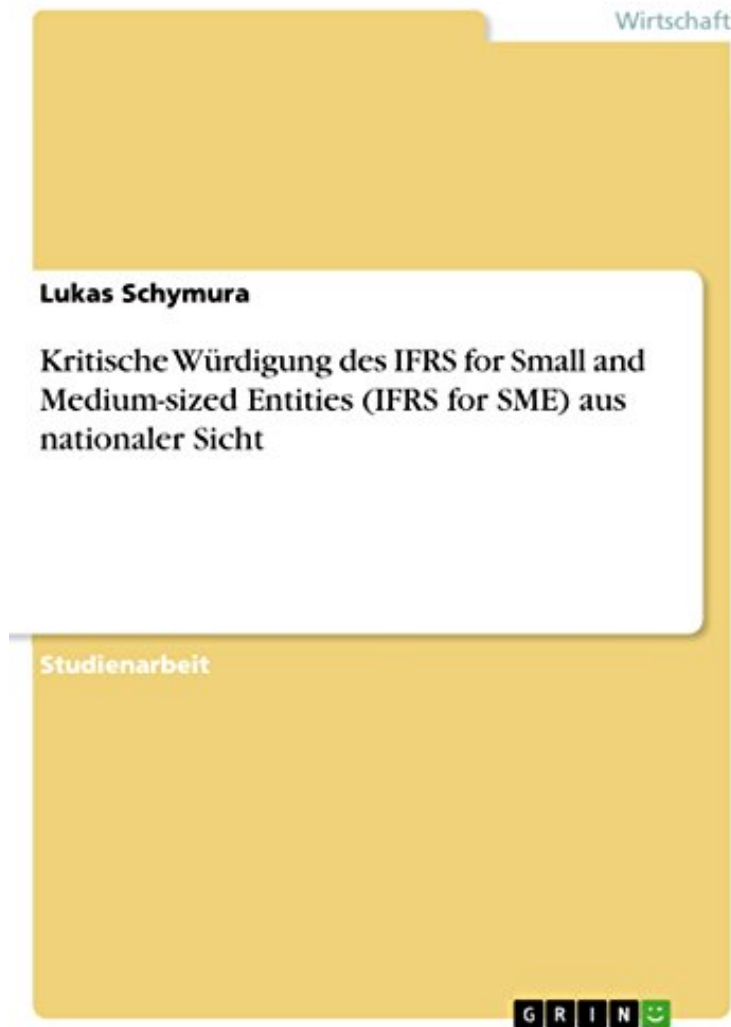 Wirtschaft
Lukas Schymura
Kritische Würdigung des IFRS for Small and
Medium-sized Entities (IFRS for SME) aus
nationaler Sicht
Studienarbeit
GRIN